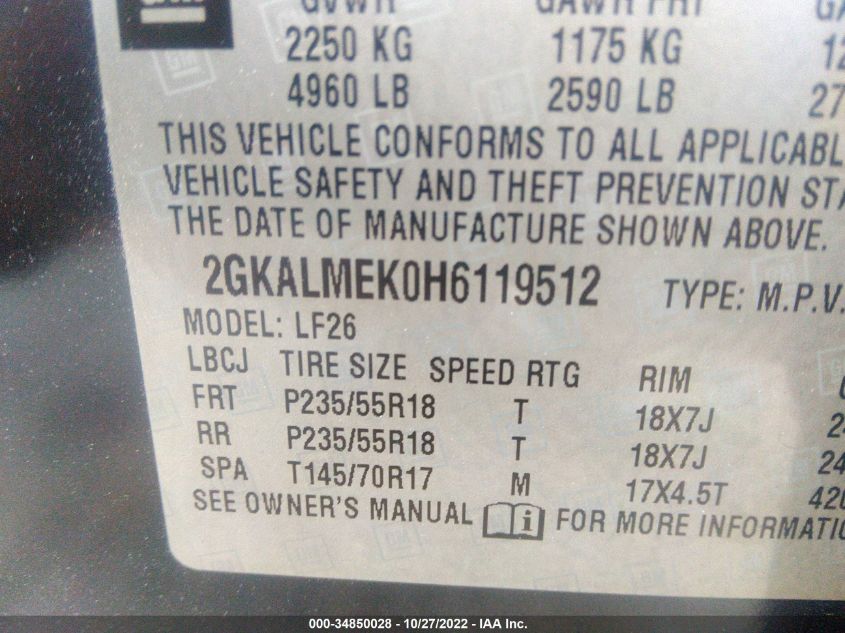 GVWR GAWR FRT
2250 KG 1175 KG
4960 LB 2590 LB
THIS VEHICLE CONFORMS TO ALL
VEHICLE SAFETY AND THEFT PREVENTION
THE DATE OF MANUFACTURE SHOWN ABOVE.
2GKALMEK0H6119512 TYPE: M.P.V.
MODEL: LF26
LBCJ TIRE SIZE SPEED RTG RIM
FRT P235/55R18 T 18X7J
RR P235/55R18 T 18X7J
SPA T145/70R17 M 17X4.5T
SEE OWNER'S MANUAL i FOR MORE
000-34850028 - 10/27/2022 - IAA Inc.